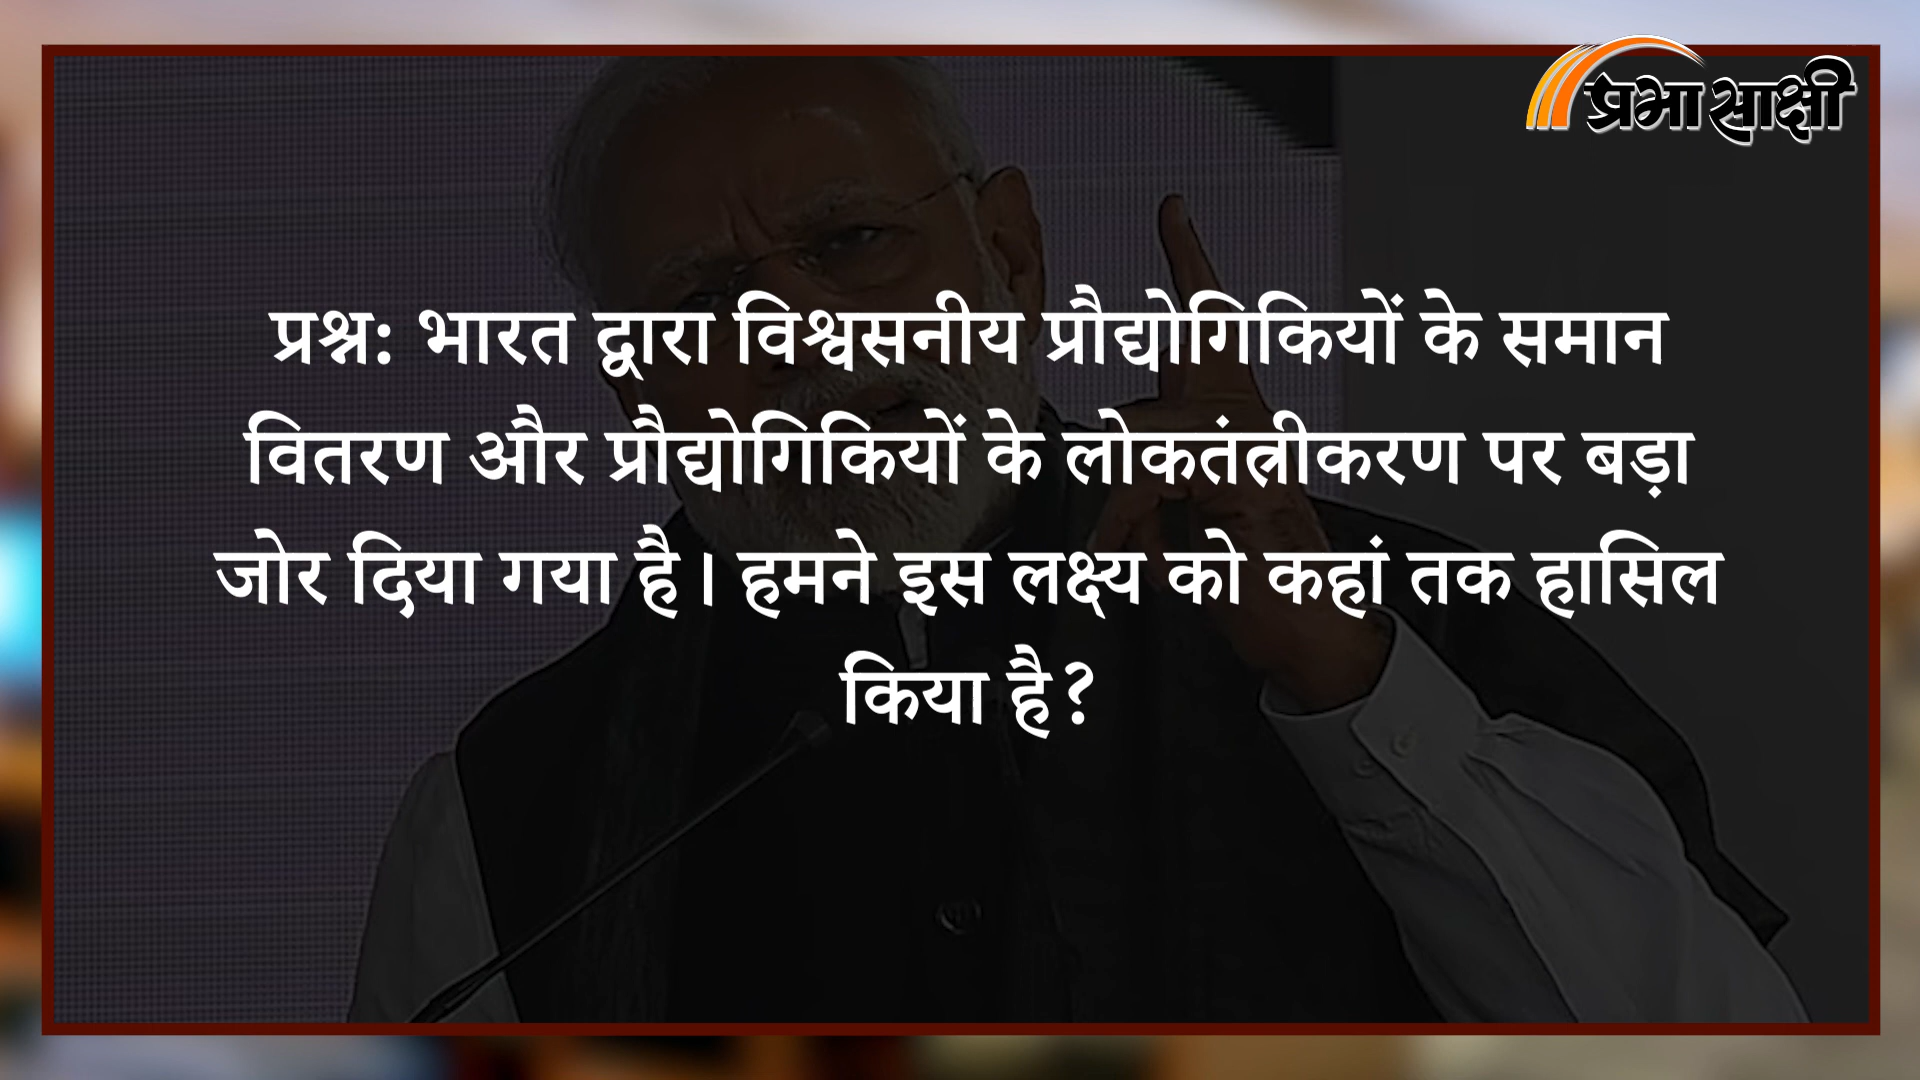 प्रभासाक्षी
प्रश्न: भारत द्वारा विश्वसनीय प्रौद्योगिकियों के समान
वितरण और प्रौद्योगिकियों के लोकतंत्रीकरण पर बड़ा
जोर दिया गया है। हमने इस लक्ष्य को कहां तक हासिल
किया है?